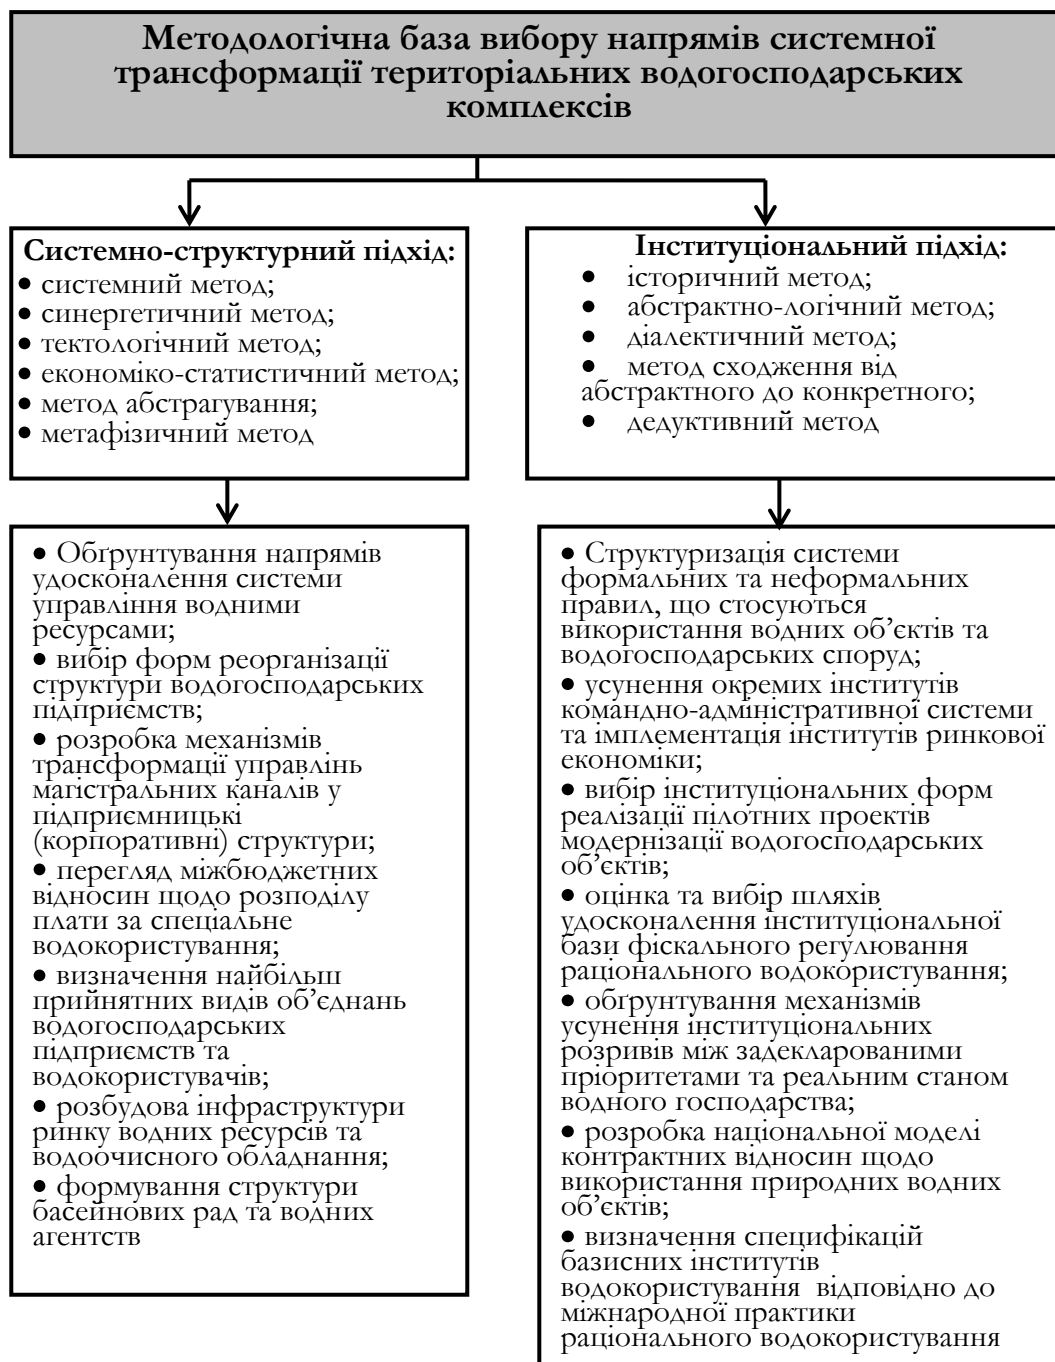 Методологічна база вибору напрямів системної
трансформації територіальних водогосподарських
комплексів
Системно-структурний підхід:
• системний метод;
• синергетичний метод;
• тектологічний метод;
• економіко-статистичний метод;
• метод абстрагування;
• метафізичний метод
Інституціональний підхід:
• історичний метод;
• абстрактно-логічний метод;
• діалектичний метод;
• метод сходження від
абстрактного до конкретного;
• дедуктивний метод
• Обґрунтування напрямів
удосконалення системи
управління водними
ресурсами;
• вибір форм реорганізації
структури водогосподарських
підприємств;
• розробка механізмів
трансформації управлінь
магістральних каналів у
підприємницькі
(корпоративні) структури;
• перегляд міжбюджетних
відносин щодо розподілу
плати за спеціальне
водокористування;
• визначення найбільш
прийнятних видів об’єднань
водогосподарських
підприємств та
водокористувачів;
• розбудова інфраструктури
ринку водних ресурсів та
водоочисного обладнання;
• формування структури
басейнових рад та водних
агентств
• Структуризація системи
формальних та неформальних
правил, що стосуються
використання водних об’єктів та
водогосподарських споруд;
• усунення окремих інститутів
командно-адміністративної системи
та імплементація інститутів ринкової
економіки;
• вибір інституціональних форм
реалізації пілотних проектів
модернізації водогосподарських
об’єктів;
• оцінка та вибір шляхів
удосконалення інституціональної
бази фіскального регулювання
раціонального водокористування;
• обґрунтування механізмів
усунення інституціональних
розривів між задекларованими
пріоритетами та реальним станом
водного господарства;
• розробка національної моделі
контрактних відносин щодо
використання природних водних
об’єктів;
• визначення специфікацій
базисних інститутів
водокористування відповідно до
міжнародної практики
раціонального водокористування